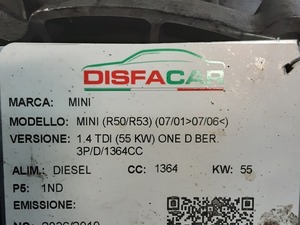 DISFACAR
MARCA: MINI
MODELLO: MINI (R50/R53) (07/01>07/06<)
VERSIONE: 1.4 TDI (55 KW) ONE D BER.
3P/D/1364CC
ALIM.: DIESEL CC: 1364 KW: 55
P5: 1ND
EMISSIONE: